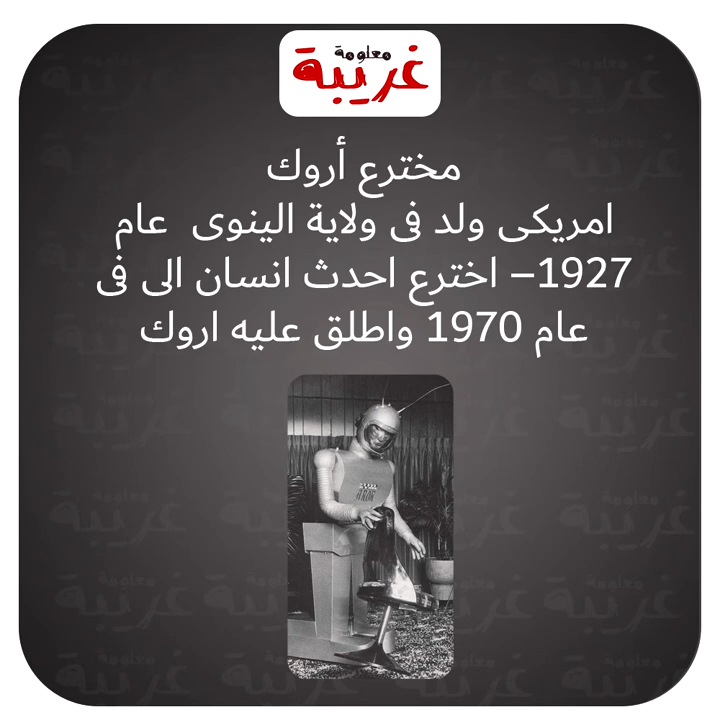 معلومة
غريبة
مخترع أروك
امريكى ولد فى ولاية الينوى عام
1927– اخترع احدث انسان الى فى
عام 1970 واطلق عليه اروك